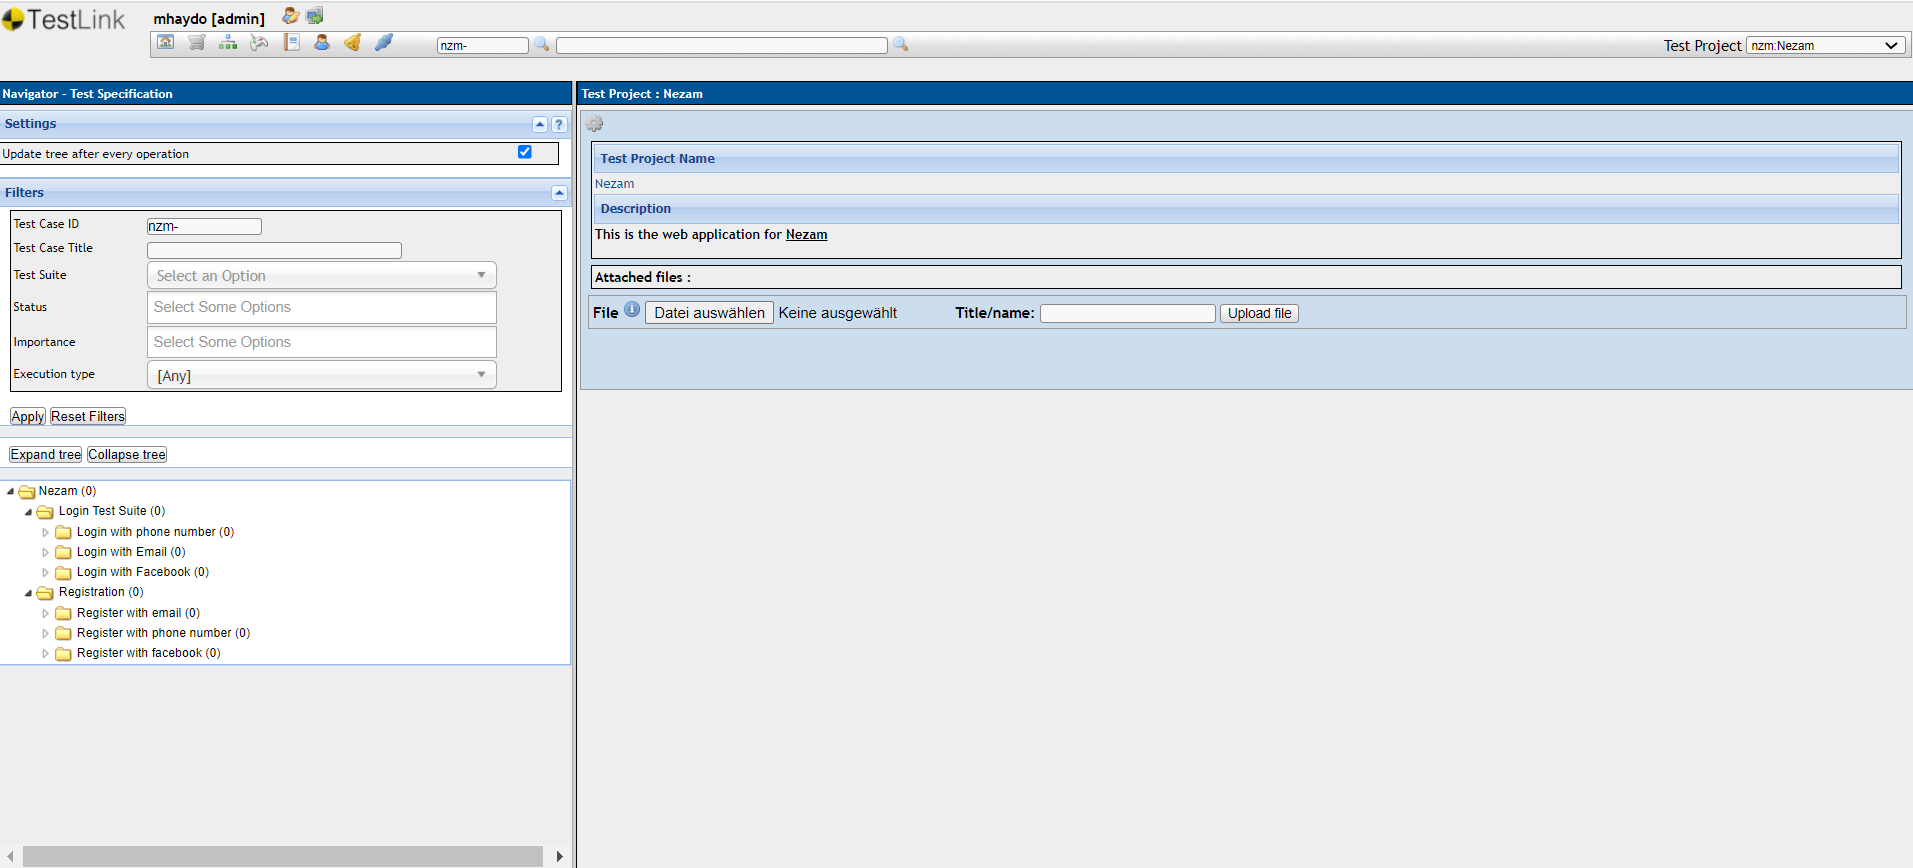 TestLink
mhaydo [admin]
nzm-
Test Project nzm:Nezam
Navigator - Test Specification
Settings
?
Update tree after every operation
Filters
Test Case ID nzm-
Test Case Title
Test Suite Select an Option
Status Select Some Options
Importance Select Some Options
Execution type [Any]
Apply Reset Filters
Expand tree Collapse tree
Nezam (0)
Login Test Suite (0)
Login with phone number (0)
Login with Email (0)
Login with Facebook (0)
Registration (0)
Register with email (0)
Register with phone number (0)
Register with facebook (0)
Test Project : Nezam
Test Project Name
Nezam
Description
This is the web application for Nezam
Attached files :
File Datei auswählen Keine ausgewählt Title/name: Upload file